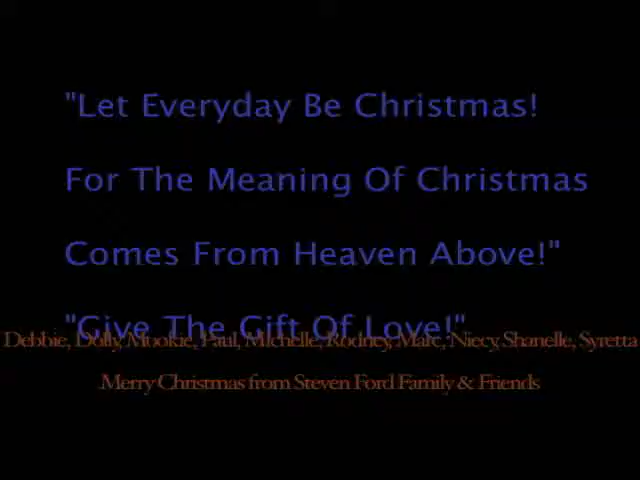 "Let Everyday Be Christmas!
For The Meaning Of Christmas
Comes From Heaven Above!"
"Give The Gift Of Love!"
Debbie, Dolly, Mookie, Paul, Michelle, Rodney, Marc, Niecy, Shanelle, Syretta
Merry Christmas from Steven Ford Family & Friends